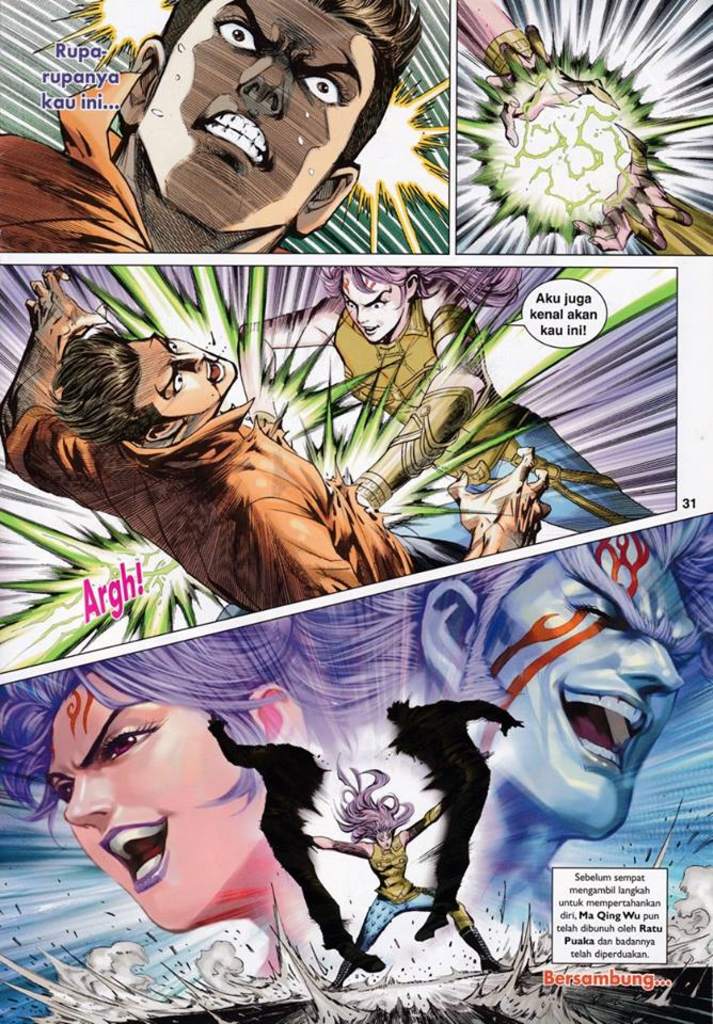 Rupa-
rupanya
kau ini...
Aku juga
kenal akan
kau ini!
31
Argh!
Sebelum sempat
mengambil langkah
untuk mempertahankan
diri, Ma Qing Wu pun
telah dibunuh oleh Ratu
Puaka dan badannya
telah diperduakan.
Bersambung...